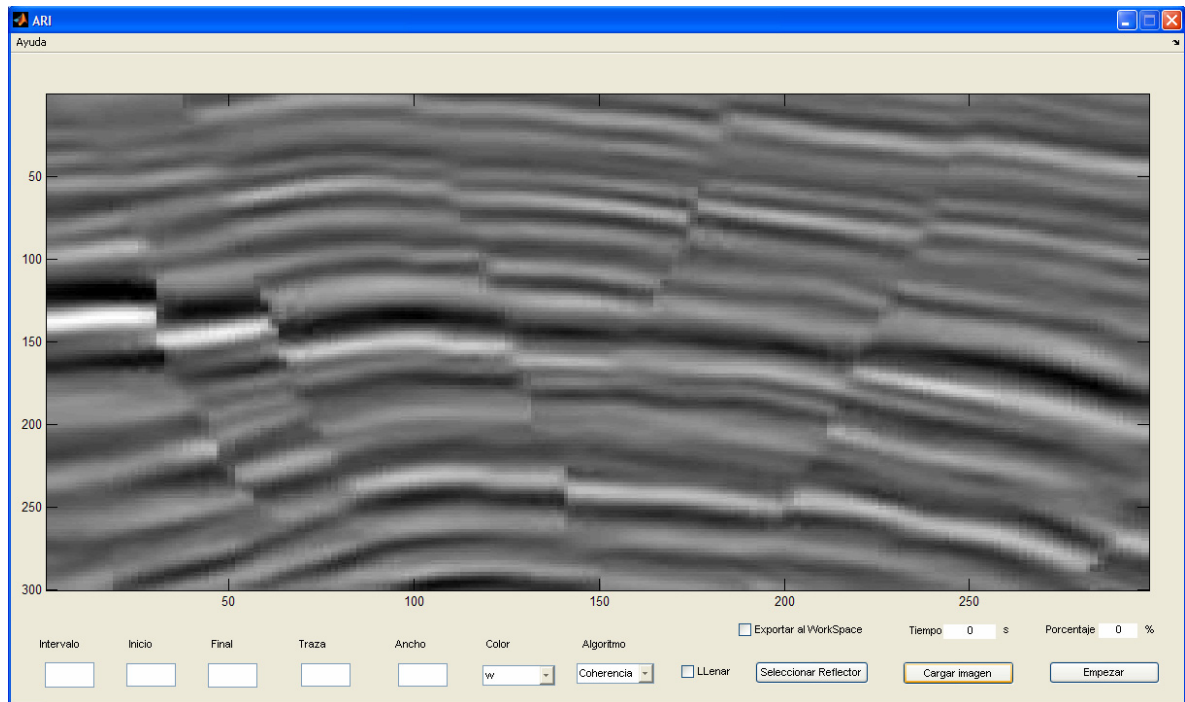 ARI
Ayuda
50
100
150
200
250
300
50 100 150 200 250
Exportar al WorkSpace Tiempo 0 s Porcentaje 0 %
Intervalo Inicio Final Traza Ancho Color Algoritmo
w Coherencia LLenar Seleccionar Reflector Cargar imagen Empezar